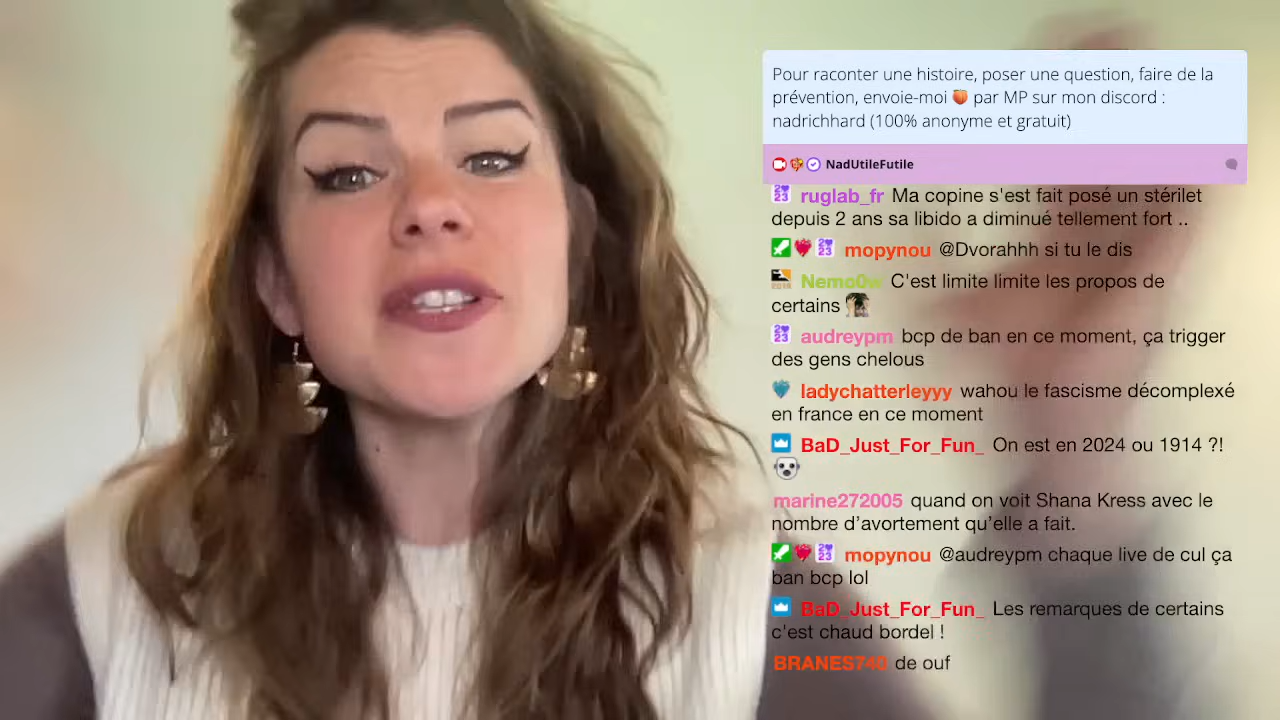 Pour raconter une histoire, poser une question, faire de la
prévention, envoie-moi 🍑 par MP sur mon discord :
nadrichhard (100% anonyme et gratuit)
NadUtileFutile
ruglab_fr Ma copine s'est fait posé un stérilet
depuis 2 ans sa libido a diminué tellement fort ..
mopynou @Dvorahhh si tu le dis
Nemo0w C'est limite limite les propos de
certains
audreypm bcp de ban en ce moment, ça trigger
des gens chelous
ladychatterleyyy wahou le fascisme décomplexé
en france en ce moment
BaD_Just_For_Fun_ On est en 2024 ou 1914 ?!
marine272005 quand on voit Shana Kress avec le
nombre d’avortement qu’elle a fait.
mopynou @audreypm chaque live de cul ça
ban bcp lol
BaD_Just_For_Fun_ Les remarques de certains
c'est chaud bordel !
BRANES740 de ouf